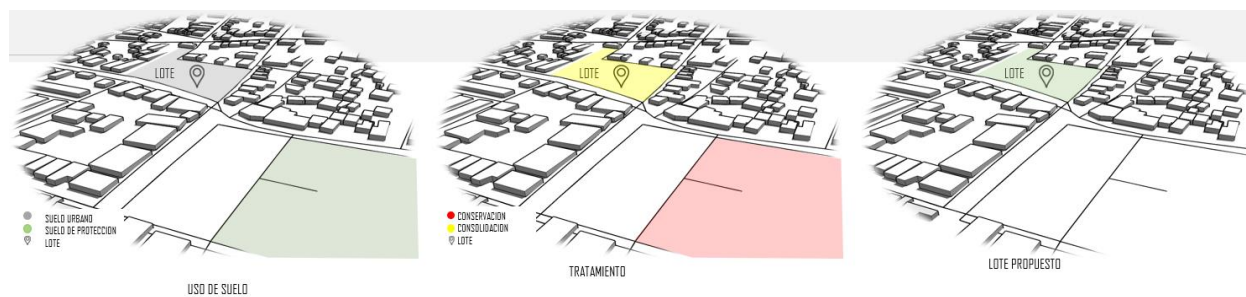 LOTE
SUELO URBANO
SUELO DE PROTECCION
LOTE
USO DE SUELO
LOTE
CONSERVACION
CONSOLIDACION
LOTE
TRATAMIENTO
LOTE
LOTE PROPUESTO